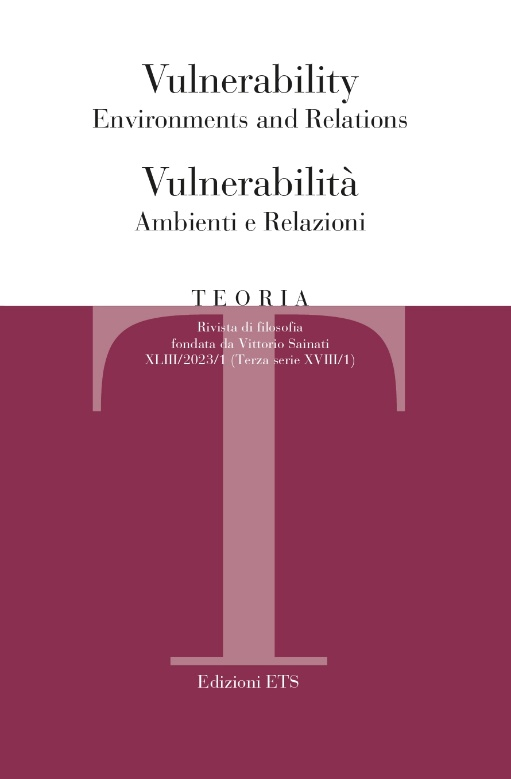 Vulnerability
Environments and Relations
Vulnerabilità
Ambienti e Relazioni
TEORIA
T
Rivista di filosofia
fondata da Vittorio Sainati
XLIII/2023/1 (Terza serie XVIII/1)
Edizioni ETS